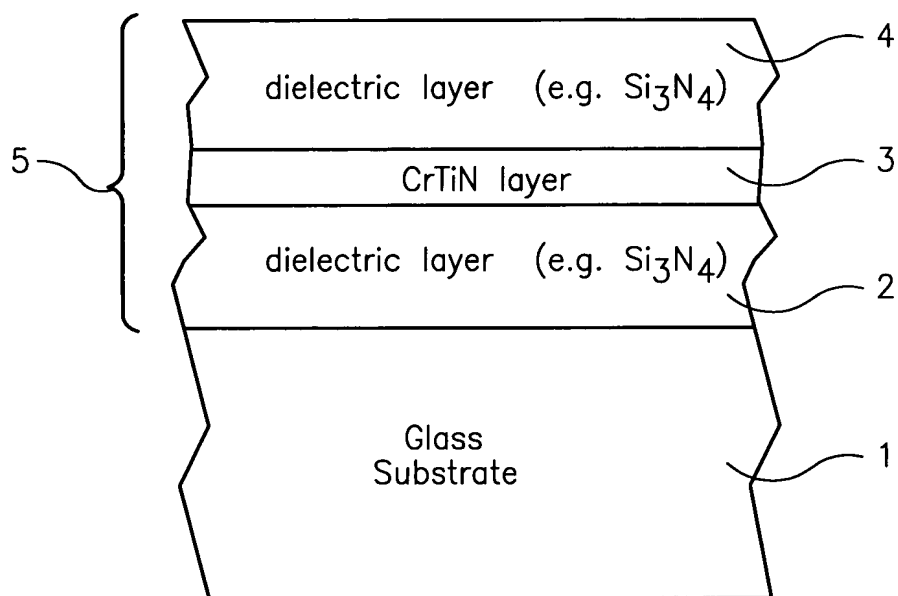 4
dielectric layer (e.g. Si₃N₄)
5
3
CrTiN layer
dielectric layer (e.g. Si₃N₄)
2
Glass
Substrate
1